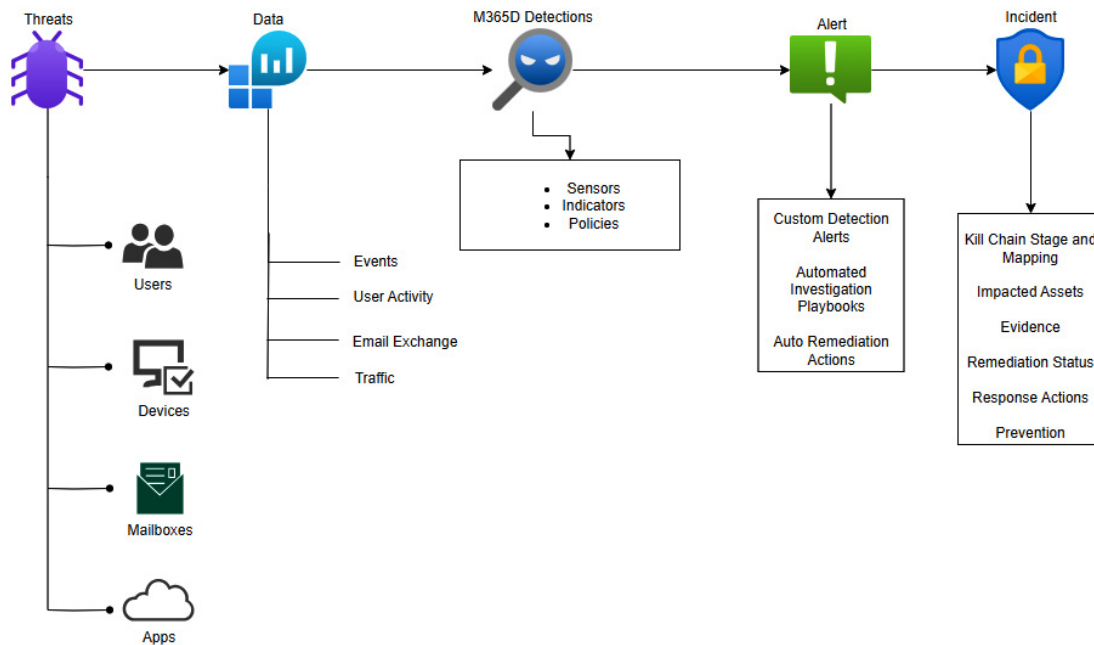 Threats
Data
M365D Detections
Alert
Incident
Users
Devices
Mailboxes
Apps
Events
User Activity
Email Exchange
Traffic
Sensors
Indicators
Policies
Custom Detection
Alerts
Automated
Investigation
Playbooks
Auto Remediation
Actions
Kill Chain Stage and
Mapping
Impacted Assets
Evidence
Remediation Status
Response Actions
Prevention